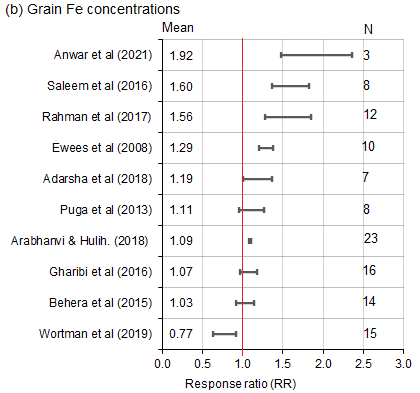 (b) Grain Fe concentrations
Mean N
Anwar et al (2021) 1.92 3
Saleem et al (2016) 1.60 8
Rahman et al (2017) 1.56 12
Ewees et al (2008) 1.29 10
Adarsha et al (2018) 1.19 7
Puga et al (2013) 1.11 8
Arabhanvi & Hulih. (2018) 1.09 23
Gharibi et al (2016) 1.07 16
Behera et al (2015) 1.03 14
Wortman et al (2019) 0.77 15
0.0 0.5 1.0 1.5 2.0 2.5 3.0
Response ratio (RR)